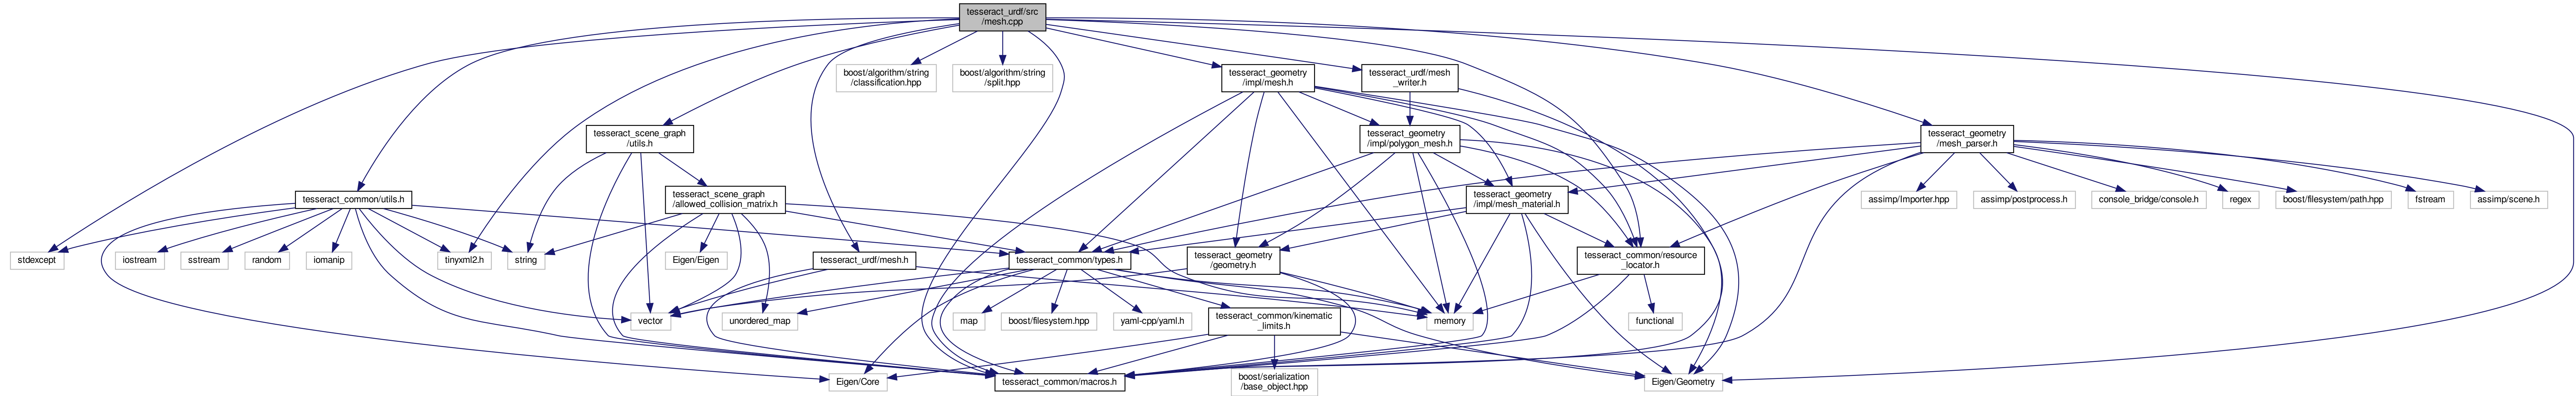 tesseract_urdf/src
/mesh.cpp
boost/algorithm/string
/classification.hpp
boost/algorithm/string
/split.hpp
tesseract_geometry
/impl/mesh.h
tesseract_urdf/mesh
_writer.h
tesseract_scene_graph
/utils.h
tesseract_geometry
/impl/polygon_mesh.h
tesseract_geometry
/mesh_parser.h
tesseract_common/utils.h
tesseract_scene_graph
/allowed_collision_matrix.h
tesseract_geometry
/impl/mesh_material.h
assimp/Importer.hpp
assimp/postprocess.h
console_bridge/console.h
regex
boost/filesystem/path.hpp
fstream
assimp/scene.h
stdexcept
iostream
sstream
random
iomanip
tinyxml2.h
string
Eigen/Eigen
tesseract_urdf/mesh.h
tesseract_common/types.h
tesseract_geometry
/geometry.h
tesseract_common/resource
_locator.h
vector
unordered_map
map
boost/filesystem.hpp
yaml-cpp/yaml.h
tesseract_common/kinematic
_limits.h
memory
functional
Eigen/Core
tesseract_common/macros.h
boost/serialization
/base_object.hpp
Eigen/Geometry